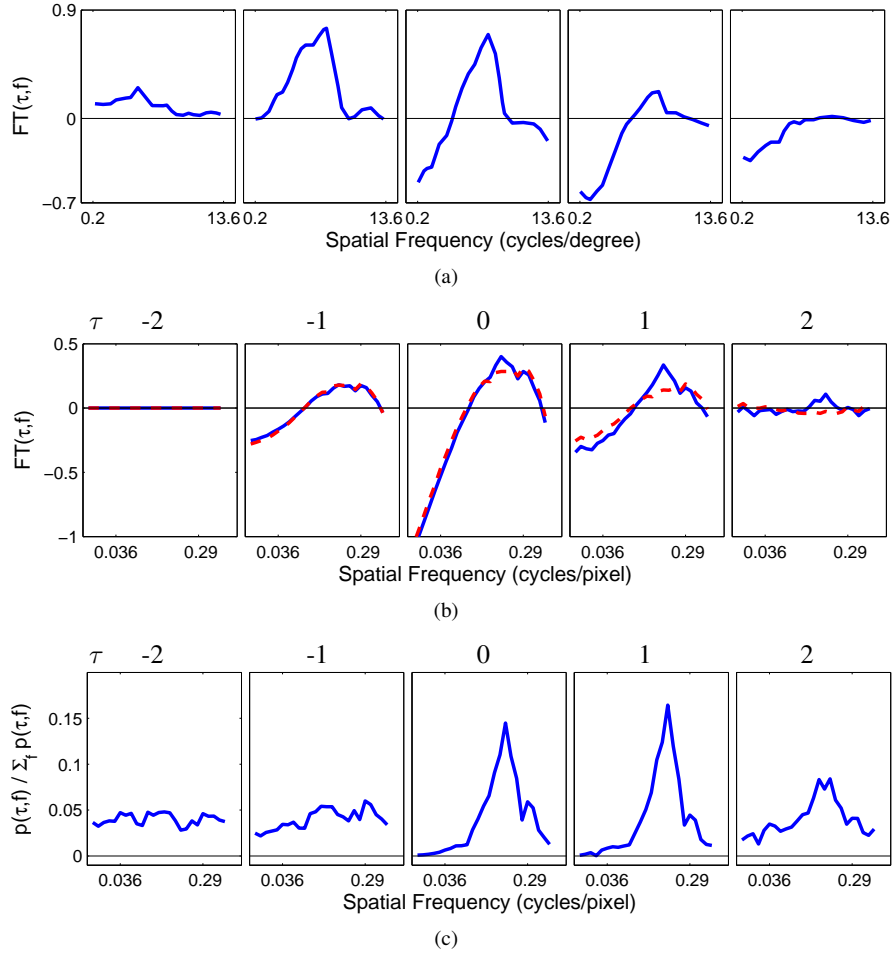 0.9
0
−0.7
FT(τ,f)
0.2 13.6 0.2 13.6 0.2 13.6 0.2 13.6 0.2 13.6
Spatial Frequency (cycles/degree)
(a)
τ -2 -1 0 1 2
0.5
0
−0.5
−1
FT(τ,f)
0.036 0.29 0.036 0.29 0.036 0.29 0.036 0.29 0.036 0.29
Spatial Frequency (cycles/pixel)
(b)
τ -2 -1 0 1 2
0.15
0.1
0.05
0
p(τ,f) / Σf p(τ,f)
0.036 0.29 0.036 0.29 0.036 0.29 0.036 0.29 0.036 0.29
Spatial Frequency (cycles/pixel)
(c)